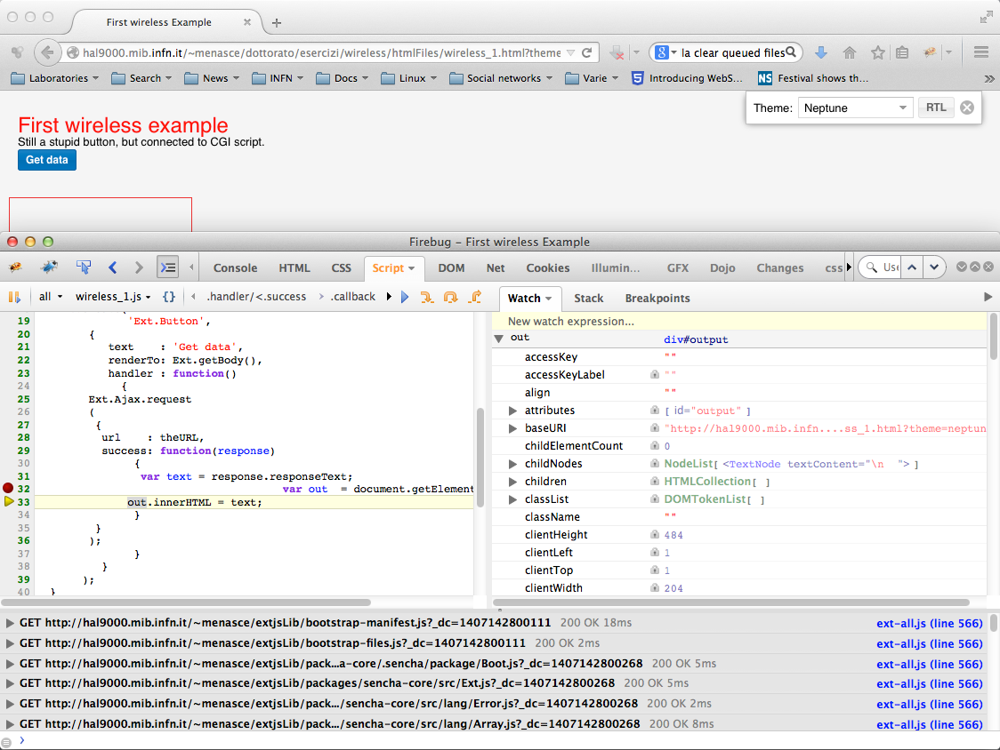 First wireless Example
hal9000.mib.infn.it/~menasce/dottorato/esercizi/wireless/htmlFiles/wireless_1.html?theme
la clear queued files
Laboratories Search News INFN Docs Linux Social networks Varie Introducing WebS... NS Festival shows th...
Theme: Neptune RTL
First wireless example
Still a stupid button, but connected to CGI script.
Get data
Firebug – First wireless Example
Console HTML CSS Script DOM Net Cookies Illumin... GFX Dojo Changes css
all wireless_1.js {} .handler/<.success > .callback
Watch Stack Breakpoints
19 'Ext.Button',
20 {
21 text : 'Get data',
22 renderTo: Ext.getBody(),
23 handler : function()
24 {
25 Ext.Ajax.request
26 (
27 {
28 url : theURL,
29 success: function(response)
30 {
31 var text = response.responseText;
32 var out = document.getElement
33 out.innerHTML = text;
34 }
35 }
36 );
37 }
38 }
39 );
40 }
New watch expression...
out div#output
accessKey ""
accessKeyLabel ""
align ""
attributes [ id="output" ]
baseURI "http://hal9000.mib.infn....ss_1.html?theme=neptun
childElementCount 0
childNodes NodeList[ <TextNode textContent="\n "> ]
children HTMLCollection[ ]
classList DOMTokenList[ ]
className ""
clientHeight 484
clientLeft 1
clientTop 1
clientWidth 204
GET http://hal9000.mib.infn.it/~menasce/extjsLib/bootstrap-manifest.js?_dc=1407142800111 200 OK 18ms ext-all.js (line 566)
GET http://hal9000.mib.infn.it/~menasce/extjsLib/bootstrap-files.js?_dc=1407142800111 200 OK 2ms ext-all.js (line 566)
GET http://hal9000.mib.infn.it/~menasce/extjsLib/pack...a-core/.sencha/package/Boot.js?_dc=1407142800268 200 OK 5ms ext-all.js (line 566)
GET http://hal9000.mib.infn.it/~menasce/extjsLib/packages/sencha-core/src/Ext.js?_dc=1407142800268 200 OK 5ms ext-all.js (line 566)
GET http://hal9000.mib.infn.it/~menasce/extjsLib/pack.../sencha-core/src/lang/Error.js?_dc=1407142800268 200 OK 2ms ext-all.js (line 566)
GET http://hal9000.mib.infn.it/~menasce/extjsLib/pack.../sencha-core/src/lang/Array.js?_dc=1407142800268 200 OK 8ms ext-all.js (line 566)